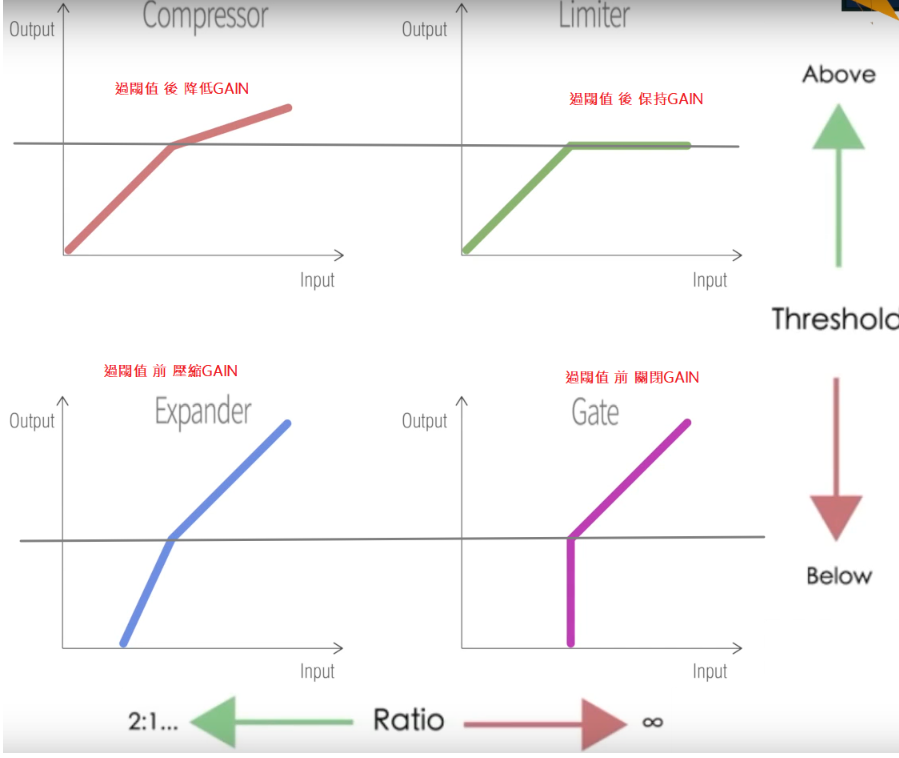 Compressor
Limiter
Output
Output
Above
過閾值 後 降低GAIN
過閾值 後 保持GAIN
Input
Input
Threshold
過閾值 前 壓縮GAIN
過閾值 前 關閉GAIN
Output
Expander
Output
Gate
Below
Input
Input
2:1...
Ratio
∞